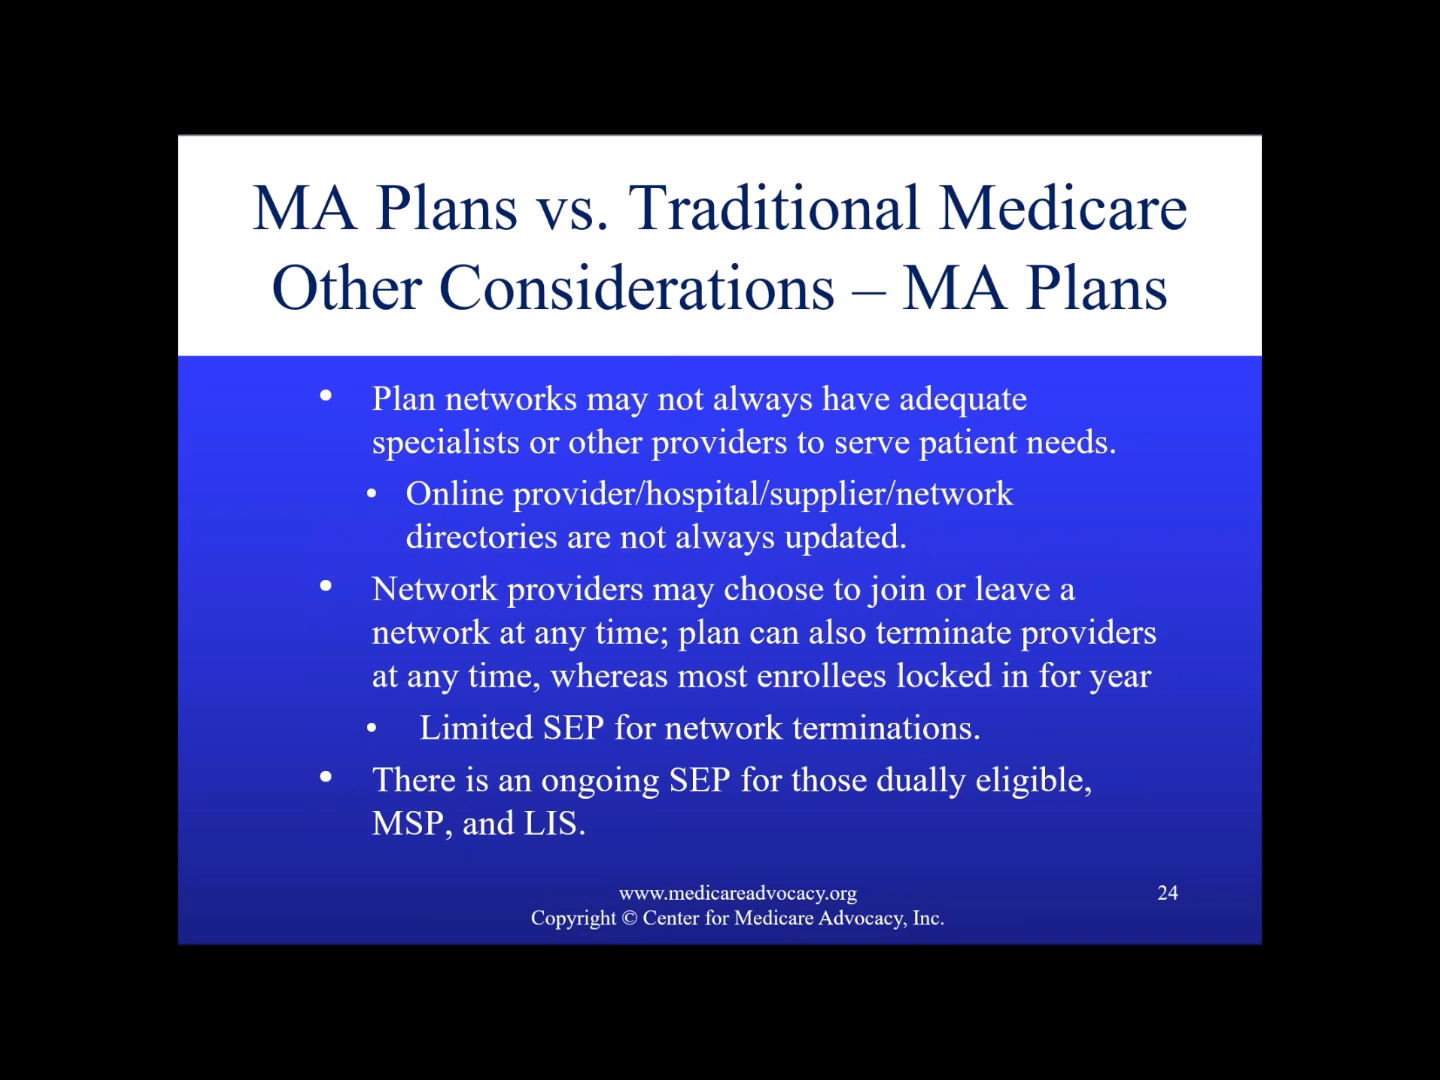 MA Plans vs. Traditional Medicare
Other Considerations – MA Plans
• Plan networks may not always have adequate
specialists or other providers to serve patient needs.
• Online provider/hospital/supplier/network
directories are not always updated.
• Network providers may choose to join or leave a
network at any time; plan can also terminate providers
at any time, whereas most enrollees locked in for year
• Limited SEP for network terminations.
• There is an ongoing SEP for those dually eligible,
MSP, and LIS.
www.medicareadvocacy.org
Copyright © Center for Medicare Advocacy, Inc.
24